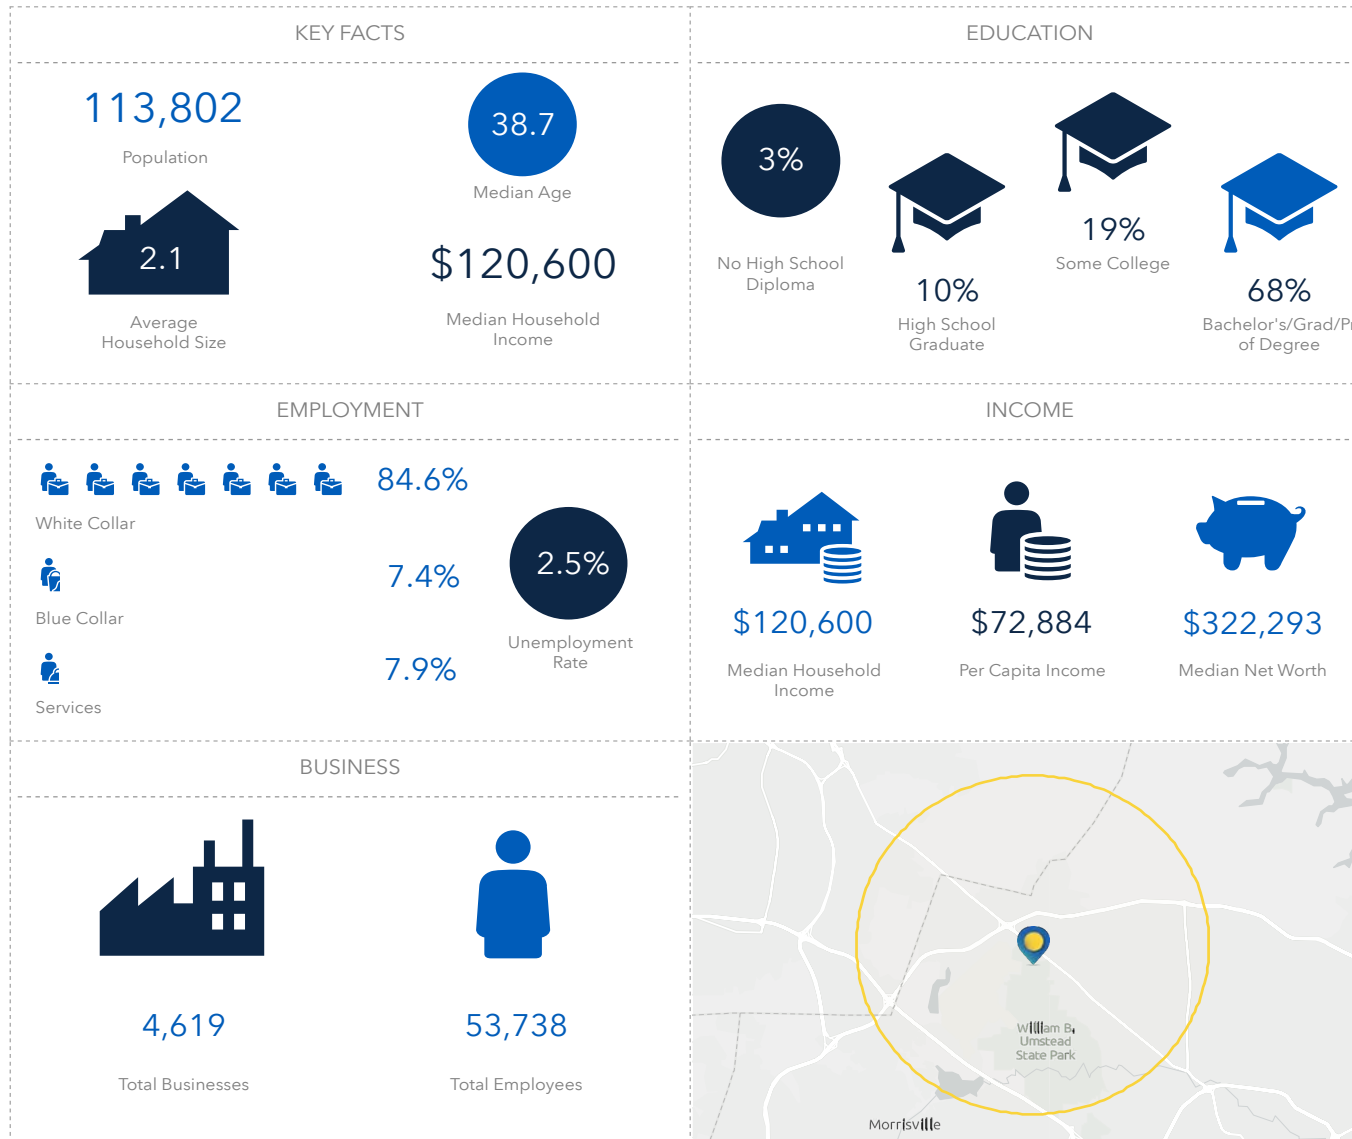 KEY FACTS
113,802
Population
38.7
Median Age
2.1
Average
Household Size
$120,600
Median Household
Income
EDUCATION
3%
No High School
Diploma
10%
High School
Graduate
19%
Some College
68%
Bachelor's/Grad/Pr
of Degree
EMPLOYMENT
84.6%
White Collar
7.4%
Blue Collar
7.9%
Services
2.5%
Unemployment
Rate
INCOME
$120,600
Median Household
Income
$72,884
Per Capita Income
$322,293
Median Net Worth
BUSINESS
4,619
Total Businesses
53,738
Total Employees
William B.
Umstead
State Park
Morrisville